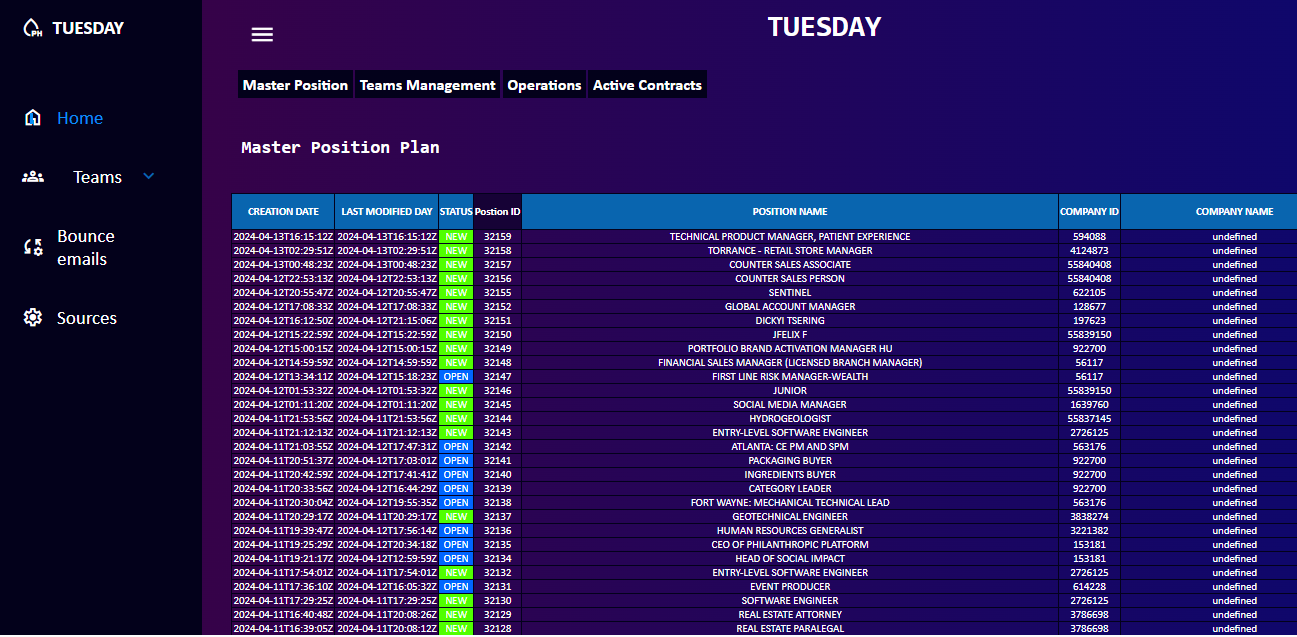 PH TUESDAY
TUESDAY
Home
Teams
Bounce
emails
Sources
Master Position Teams Management Operations Active Contracts
Master Position Plan
CREATION DATE LAST MODIFIED DAY STATUS Postion ID POSITION NAME COMPANY ID COMPANY NAME
2024-04-13T16:15:12Z 2024-04-13T16:15:12Z NEW 32159 TECHNICAL PRODUCT MANAGER, PATIENT EXPERIENCE 594088 undefined
2024-04-13T02:29:51Z 2024-04-13T02:29:51Z NEW 32158 TORRANCE - RETAIL STORE MANAGER 4124873 undefined
2024-04-13T00:48:23Z 2024-04-13T00:48:23Z NEW 32157 COUNTER SALES ASSOCIATE 55840408 undefined
2024-04-12T22:53:13Z 2024-04-12T22:53:13Z NEW 32156 COUNTER SALES PERSON 55840408 undefined
2024-04-12T20:55:47Z 2024-04-12T20:55:47Z NEW 32155 SENTINEL 622105 undefined
2024-04-12T17:08:33Z 2024-04-12T17:08:33Z NEW 32152 GLOBAL ACCOUNT MANAGER 128677 undefined
2024-04-12T16:12:50Z 2024-04-12T21:15:06Z NEW 32151 DICKYI TSERING 197623 undefined
2024-04-12T15:22:59Z 2024-04-12T15:22:59Z NEW 32150 JFELIX F 55839150 undefined
2024-04-12T15:00:15Z 2024-04-12T15:00:15Z NEW 32149 PORTFOLIO BRAND ACTIVATION MANAGER HU 922700 undefined
2024-04-12T14:59:59Z 2024-04-12T14:59:59Z NEW 32148 FINANCIAL SALES MANAGER (LICENSED BRANCH MANAGER) 56117 undefined
2024-04-12T13:34:11Z 2024-04-12T15:18:23Z OPEN 32147 FIRST LINE RISK MANAGER-WEALTH 56117 undefined
2024-04-12T01:53:32Z 2024-04-12T01:53:32Z NEW 32146 JUNIOR 55839150 undefined
2024-04-12T01:11:20Z 2024-04-12T01:11:20Z NEW 32145 SOCIAL MEDIA MANAGER 1639760 undefined
2024-04-11T21:53:56Z 2024-04-11T21:53:56Z NEW 32144 HYDROGEOLOGIST 55837145 undefined
2024-04-11T21:12:13Z 2024-04-11T21:12:13Z NEW 32143 ENTRY-LEVEL SOFTWARE ENGINEER 2726125 undefined
2024-04-11T21:03:55Z 2024-04-12T17:47:31Z OPEN 32142 ATLANTA: CE PM AND SPM 563176 undefined
2024-04-11T20:51:37Z 2024-04-12T17:03:01Z OPEN 32141 PACKAGING BUYER 922700 undefined
2024-04-11T20:42:59Z 2024-04-12T17:41:41Z OPEN 32140 INGREDIENTS BUYER 922700 undefined
2024-04-11T20:33:56Z 2024-04-12T16:44:29Z OPEN 32139 CATEGORY LEADER 922700 undefined
2024-04-11T20:30:04Z 2024-04-12T19:55:35Z OPEN 32138 FORT WAYNE: MECHANICAL TECHNICAL LEAD 563176 undefined
2024-04-11T20:29:17Z 2024-04-11T20:29:17Z NEW 32137 GEOTECHNICAL ENGINEER 3838274 undefined
2024-04-11T19:39:47Z 2024-04-12T17:56:14Z OPEN 32136 HUMAN RESOURCES GENERALIST 3221382 undefined
2024-04-11T19:25:29Z 2024-04-12T20:34:18Z OPEN 32135 CEO OF PHILANTHROPIC PLATFORM 153181 undefined
2024-04-11T19:21:17Z 2024-04-12T12:59:59Z OPEN 32134 HEAD OF SOCIAL IMPACT 153181 undefined
2024-04-11T17:54:01Z 2024-04-11T17:54:01Z NEW 32132 ENTRY-LEVEL SOFTWARE ENGINEER 2726125 undefined
2024-04-11T17:36:10Z 2024-04-12T16:05:32Z OPEN 32131 EVENT PRODUCER 614228 undefined
2024-04-11T17:29:25Z 2024-04-11T17:29:25Z NEW 32130 SOFTWARE ENGINEER 2726125 undefined
2024-04-11T16:40:48Z 2024-04-11T20:08:26Z NEW 32129 REAL ESTATE ATTORNEY 3786698 undefined
2024-04-11T16:39:05Z 2024-04-11T20:08:12Z NEW 32128 REAL ESTATE PARALEGAL 3786698 undefined